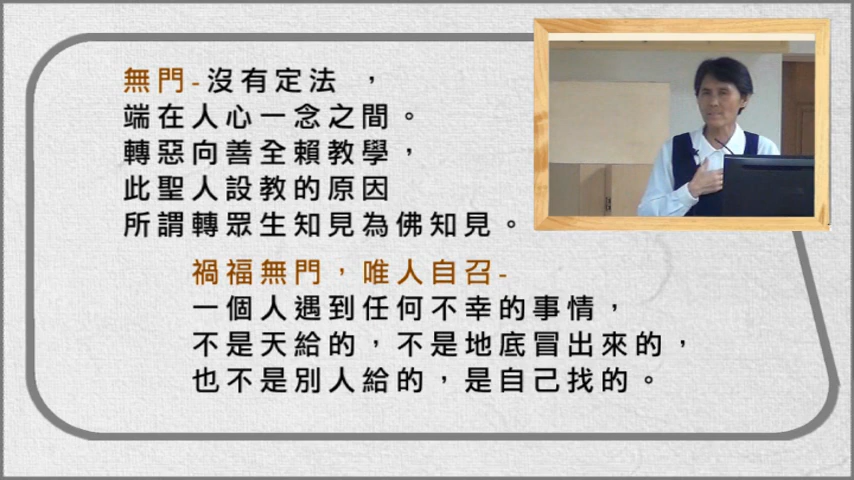 無門-沒有定法 ，
端在人心一念之間。
轉惡向善全賴教學，
此聖人設教的原因
所謂轉眾生知見為佛知見。
禍福無門，唯人自召-
一個人遇到任何不幸的事情，
不是天給的，不是地底冒出來的，
也不是別人給的，是自己找的。